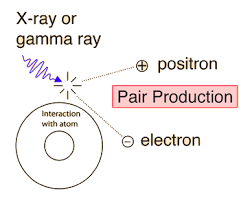 X-ray or
gamma ray
⊕ positron
Pair Production
Interaction
with atom
⊖ electron